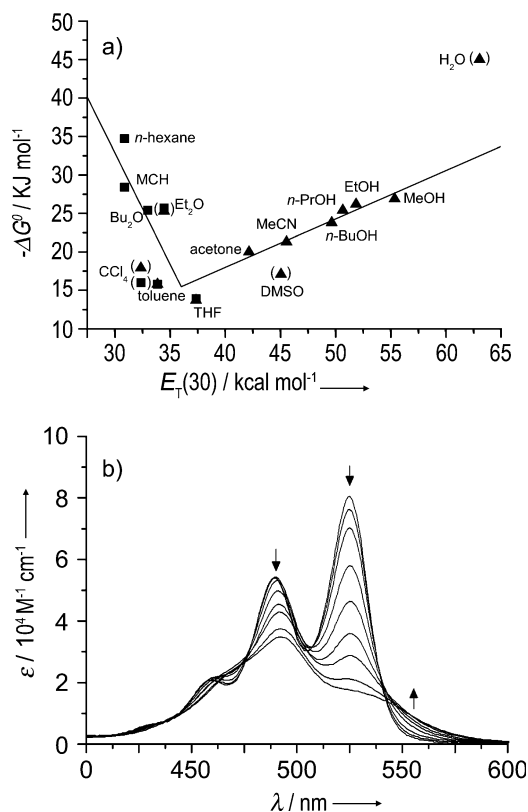 a)
50
45
40
35
30
25
20
15
10
-ΔG⁰/ KJ mol⁻¹
H₂O (▲)
n-hexane
MCH
Bu₂O
(▲) Et₂O
n-PrOH
EtOH
MeOH
MeCN
n-BuOH
acetone
CCl₄
(▲)
(■)
toluene
(▲)
DMSO
THF
30 35 40 45 50 55 60 65
E_T(30) / kcal mol⁻¹
b)
10
8
6
4
2
0
ε / 10⁴ M⁻¹ cm⁻¹
0 450 500 550 600
λ / nm